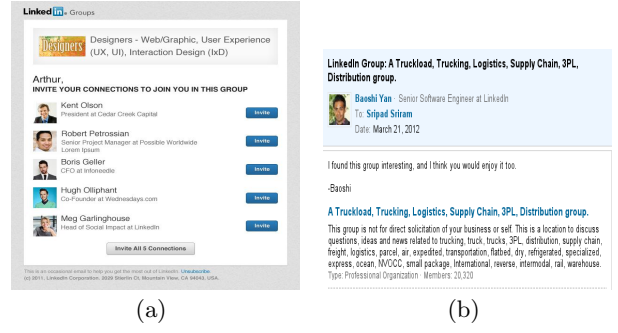 Linked in Groups
Designers
Designers - Web/Graphic, User Experience
(UX, UI), Interaction Design (IxD)
Arthur,
INVITE YOUR CONNECTIONS TO JOIN YOU IN THIS GROUP
Kent Olson
President at Cedar Creek Capital
Invite
Robert Petrossian
Senior Project Manager at Possible Worldwide
Lorem Ipsum
Invite
Boris Geller
CFO at Infoneedle
Invite
Hugh Olliphant
Co-Founder at Wednesdays.com
Invite
Meg Garlinghouse
Head of Social Impact at LinkedIn
Invite
Invite All 5 Connections
This is an occasional email to help you get the most out of LinkedIn. Unsubscribe.
(c) 2011, LinkedIn Corporation, 2029 Stierlin Ct, Mountain View, CA 94043, USA.
(a)
LinkedIn Group: A Truckload, Trucking, Logistics, Supply Chain, 3PL,
Distribution group.
Baoshi Yan · Senior Software Engineer at LinkedIn
To: Sripad Sriram
Date: March 21, 2012
I found this group interesting, and I think you would enjoy it too.
-Baoshi
A Truckload, Trucking, Logistics, Supply Chain, 3PL, Distribution group.
This group is not for direct solicitation of your business or self. This is a location to discuss
questions, ideas and news related to trucking, truck, trucks, 3PL, distribution, supply chain,
freight, logistics, parcel, air, expedited, transportation, flatbed, dry, refrigerated, specialized,
express, ocean, NVOCC, small package, International, reverse, intermodal, rail, warehouse.
Type: Professional Organization · Members: 20,320
(b)